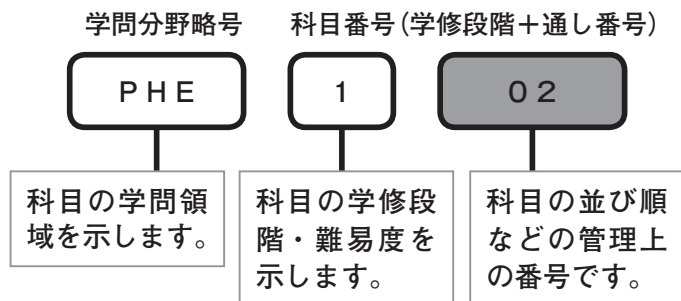 学問分野略号
科目番号(学修段階+通し番号)
PHE
1
02
科目の学問領
域を示します。
科目の学修段
階・難易度を
示します。
科目の並び順
などの管理上
の番号です。